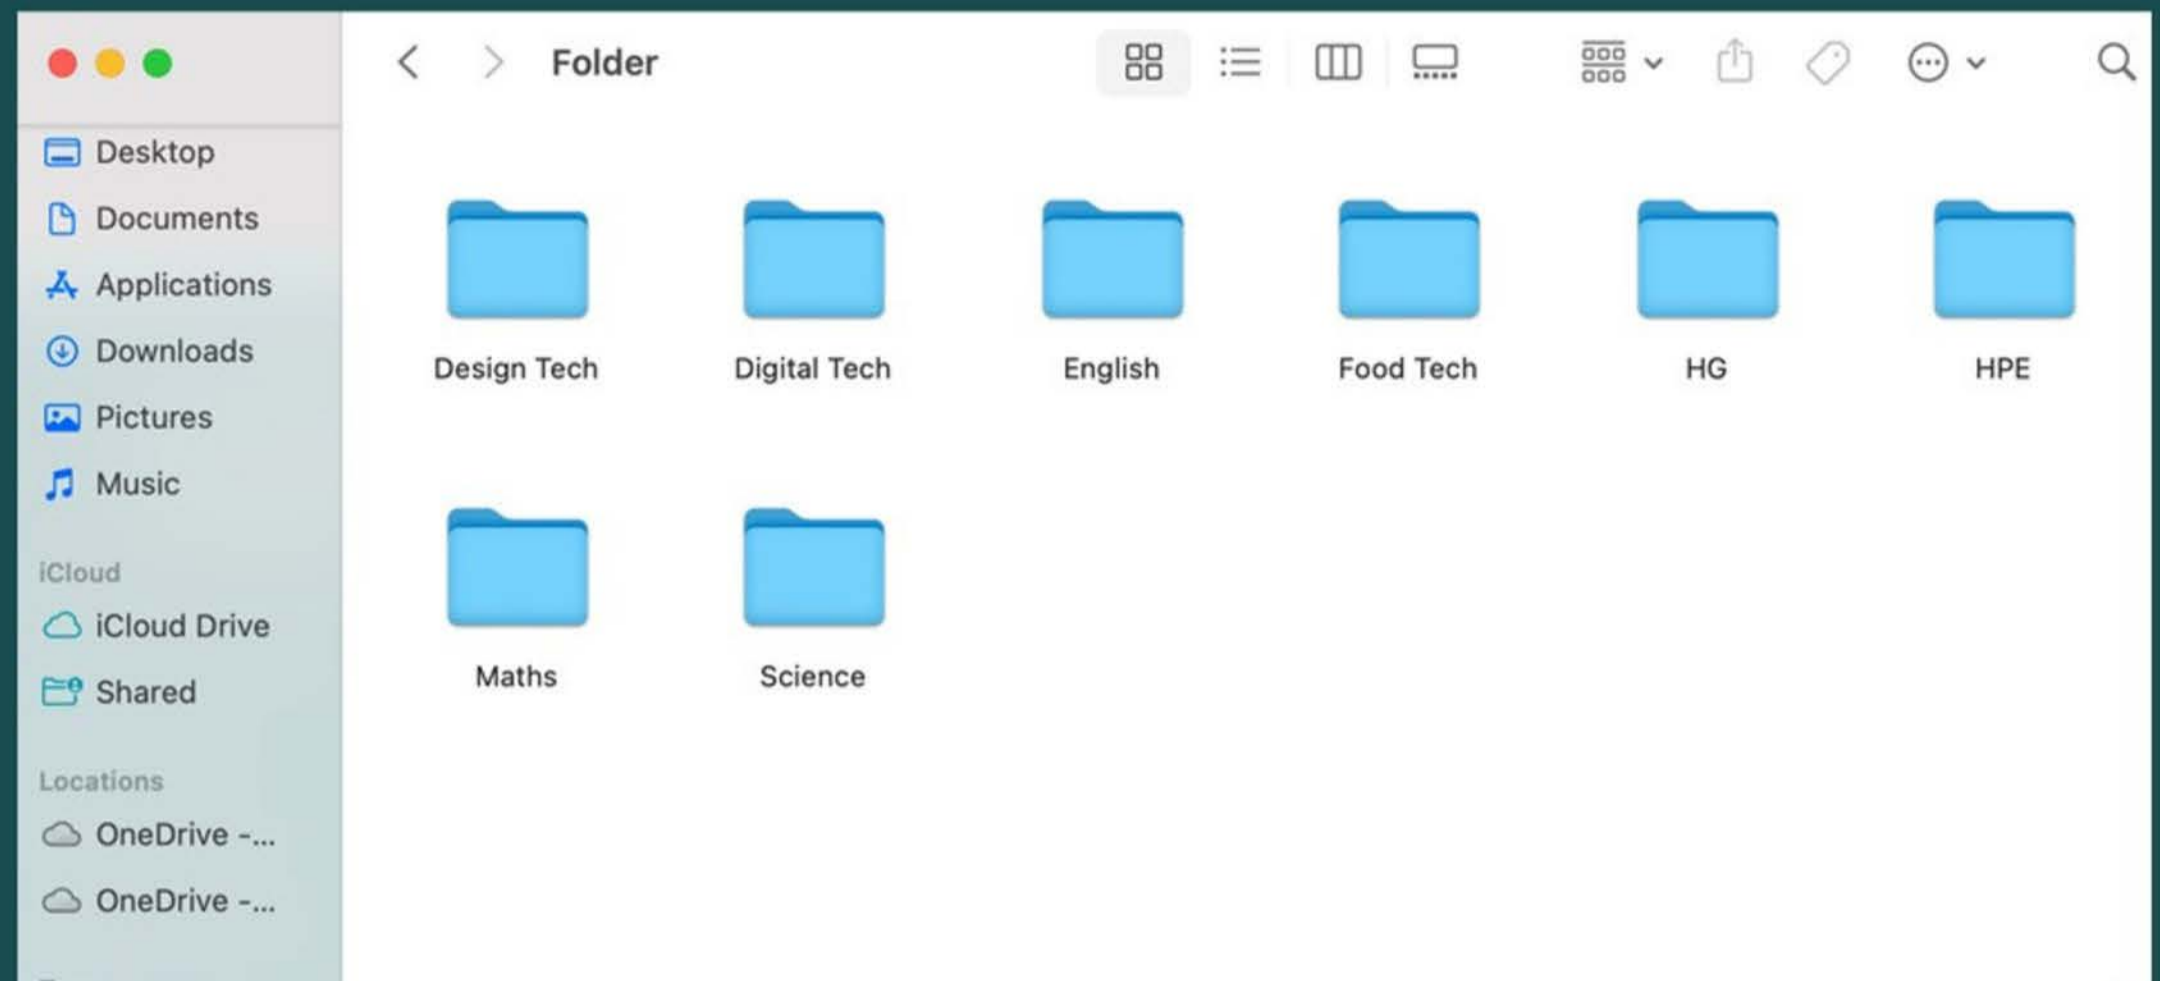 Folder
Desktop
Documents
Applications
Downloads
Pictures
Music
iCloud
iCloud Drive
Shared
Locations
OneDrive -...
OneDrive -...
Design Tech
Digital Tech
English
Food Tech
HG
HPE
Maths
Science